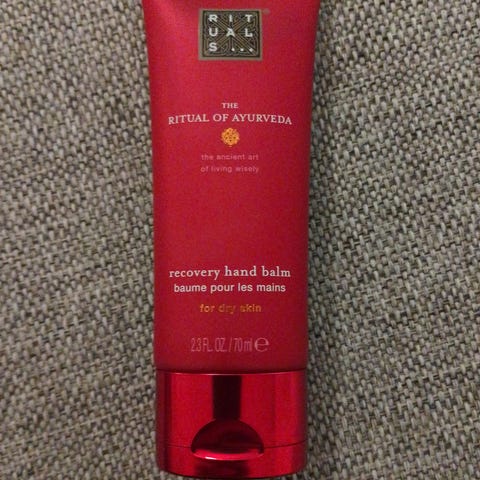 RIT
UAL
S...
THE
RITUAL OF AYURVEDA
the ancient art
of living wisely
recovery hand balm
baume pour les mains
for dry skin
2.3 FL. OZ. / 70 ml ℮